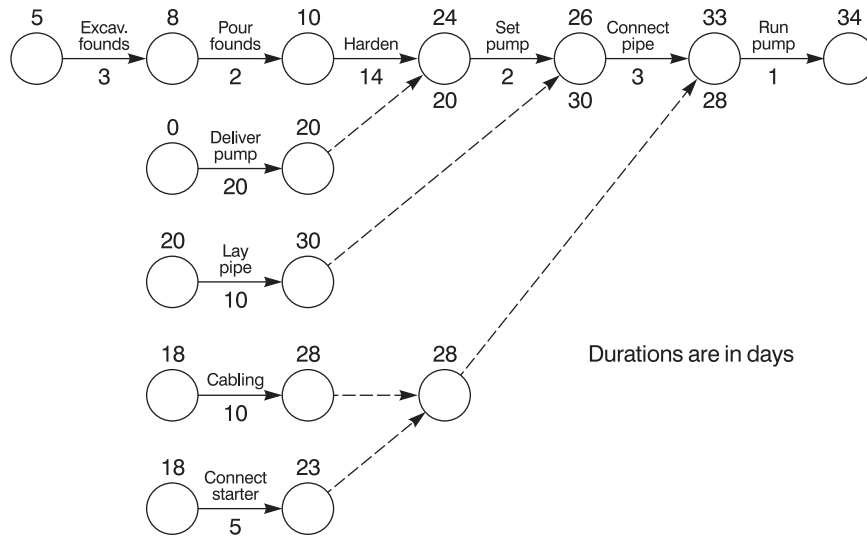 5 Excav. founds 8 Pour founds 10 Harden 24 Set pump 26 Connect pipe 33 Run pump 34
3 2 14 20 2 30 3 28 1
0 Deliver pump 20
20
20 Lay pipe 30
10
18 Cabling 28 28
10
Durations are in days
18 Connect starter 23
5